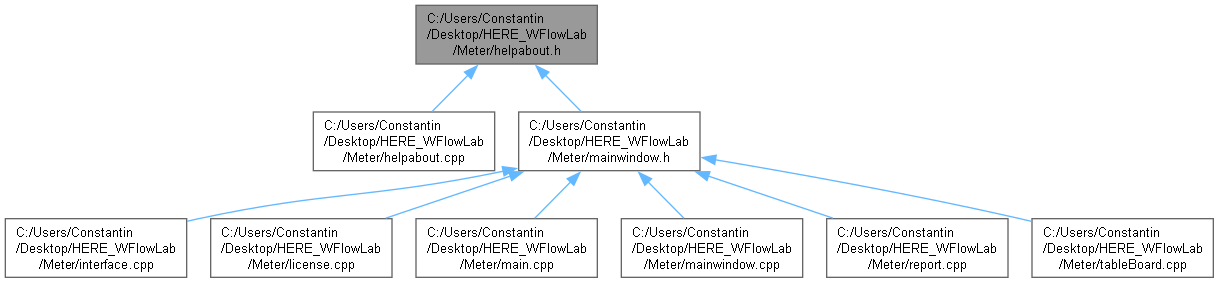 C:/Users/Constantin
/Desktop/HERE_WFlowLab
/Meter/helpabout.h
C:/Users/Constantin
/Desktop/HERE_WFlowLab
/Meter/helpabout.cpp
C:/Users/Constantin
/Desktop/HERE_WFlowLab
/Meter/mainwindow.h
C:/Users/Constantin
/Desktop/HERE_WFlowLab
/Meter/interface.cpp
C:/Users/Constantin
/Desktop/HERE_WFlowLab
/Meter/license.cpp
C:/Users/Constantin
/Desktop/HERE_WFlowLab
/Meter/main.cpp
C:/Users/Constantin
/Desktop/HERE_WFlowLab
/Meter/mainwindow.cpp
C:/Users/Constantin
/Desktop/HERE_WFlowLab
/Meter/report.cpp
C:/Users/Constantin
/Desktop/HERE_WFlowLab
/Meter/tableBoard.cpp